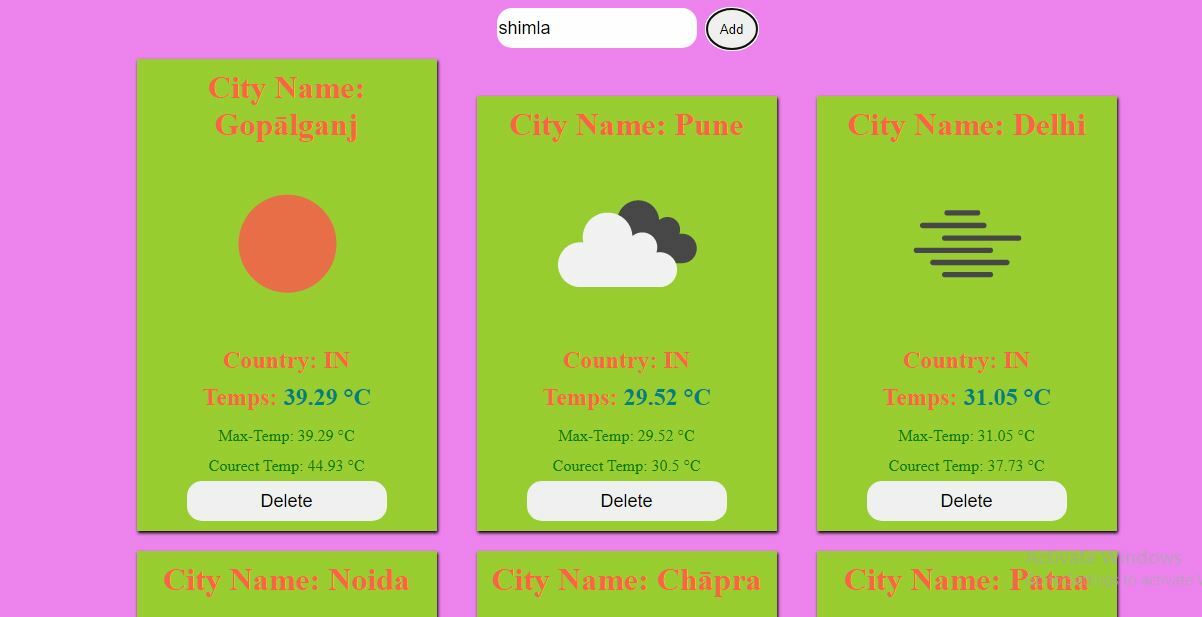 shimla
Add
City Name:
Gopālganj
Country: IN
Temps: 39.29 °C
Max-Temp: 39.29 °C
Courect Temp: 44.93 °C
Delete
City Name: Pune
Country: IN
Temps: 29.52 °C
Max-Temp: 29.52 °C
Courect Temp: 30.5 °C
Delete
City Name: Delhi
Country: IN
Temps: 31.05 °C
Max-Temp: 31.05 °C
Courect Temp: 37.73 °C
Delete
City Name: Noida
City Name: Chāpra
City Name: Patna
Activate Windows
to activate